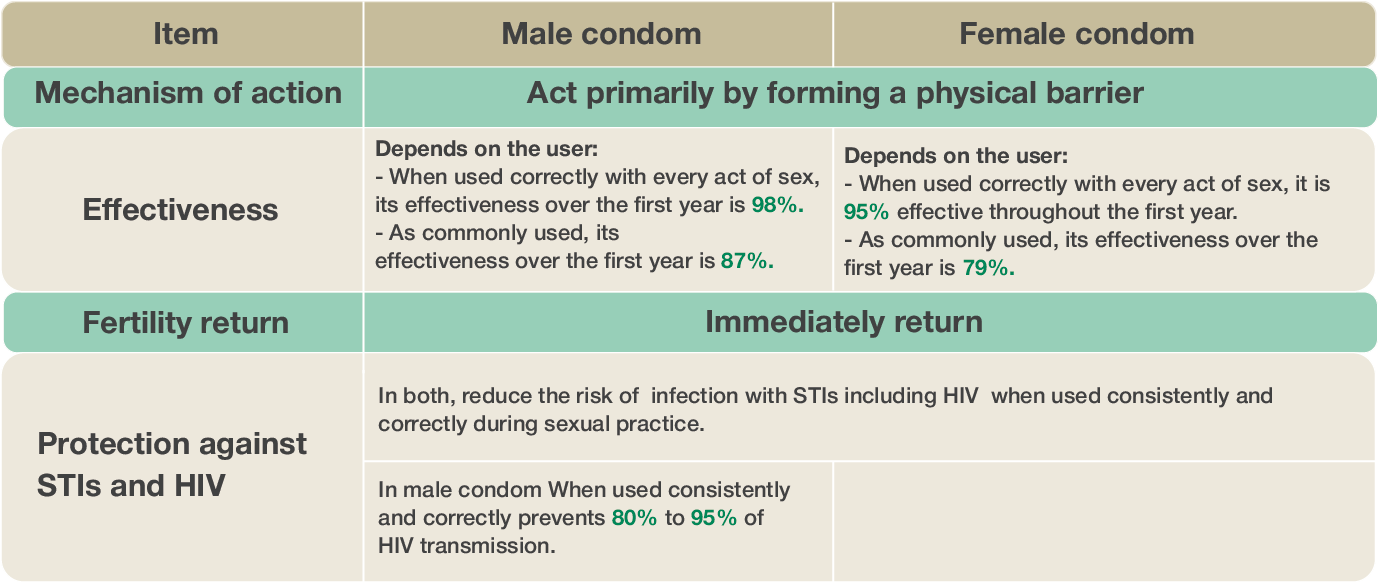 Item
Male condom
Female condom
Mechanism of action
Act primarily by forming a physical barrier
Effectiveness
Depends on the user:
- When used correctly with every act of sex,
its effectiveness over the first year is 98%.
- As commonly used, its
effectiveness over the first year is 87%.
Depends on the user:
- When used correctly with every act of sex, it is
95% effective throughout the first year.
- As commonly used, its effectiveness over the
first year is 79%.
Fertility return
Immediately return
Protection against
STIs and HIV
In both, reduce the risk of infection with STIs including HIV when used consistently and
correctly during sexual practice.
In male condom When used consistently
and correctly prevents 80% to 95% of
HIV transmission.